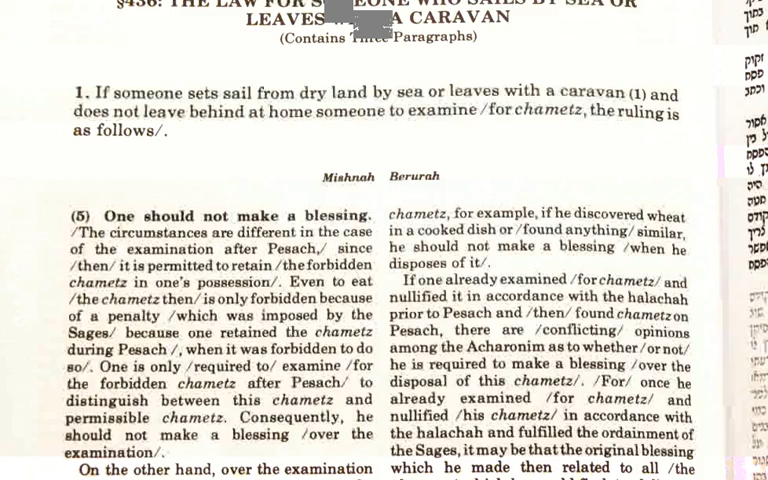 §436: THE LAW FOR S EONE WHO SAILS BY SEA OR
LEAVES A CARAVAN
(Contains Three Paragraphs)
1. If someone sets sail from dry land by sea or leaves with a caravan (1) and
does not leave behind at home someone to examine /for chametz, the ruling is
as follows/.
Mishnah Berurah
(5) One should not make a blessing.
/The circumstances are different in the case
of the examination after Pesach,/ since
/then/ it is permitted to retain /the forbidden
chametz in one's possession/. Even to eat
/the chametz then/ is only forbidden because
of a penalty /which was imposed by the
Sages/ because one retained the chametz
during Pesach /, when it was forbidden to do
so/. One is only /required to/ examine /for
the forbidden chametz after Pesach/ to
distinguish between this chametz and
permissible chametz. Consequently, he
should not make a blessing /over the
examination/.
On the other hand, over the examination
chametz, for example, if he discovered wheat
in a cooked dish or /found anything/ similar,
he should not make a blessing /when he
disposes of it/.
If one already examined /for chametz/ and
nullified it in accordance with the halachah
prior to Pesach and /then/ found chametz on
Pesach, there are /conflicting/ opinions
among the Acharonim as to whether /or not/
he is required to make a blessing /over the
disposal of this chametz/. /For/ once he
already examined /for chametz/ and
nullified /his chametz/ in accordance with
the halachah and fulfilled the ordainment of
the Sages, it may be that the original blessing
which he made then related to all /the